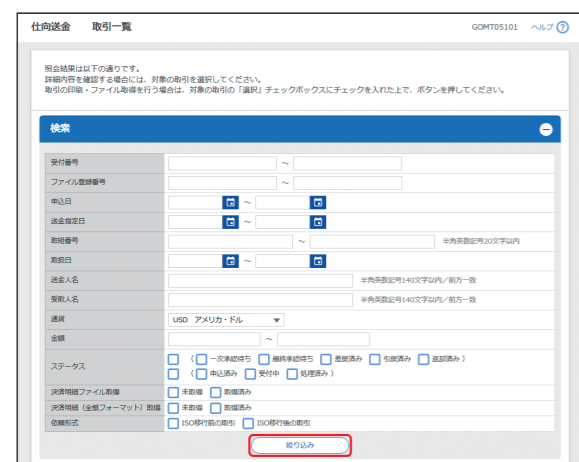 仕向送金 取引一覧 GOMT05101 ヘルプ ?
照会結果は以下の通りです。
詳細内容を確認する場合には、対象の取引を選択してください。
取引の印刷・ファイル取得を行う場合は、対象の取引の「選択」チェックボックスにチェックを入れた上で、ボタンを押してください。
検索
受付番号 ～
ファイル登録番号 ～
申込日 ～
送金指定日 ～
取組番号 ～ 半角英数記号20文字以内
取扱日 ～
送金人名 半角英数記号140文字以内／前方一致
受取人名 半角英数記号140文字以内／前方一致
通貨 USD アメリカ・ドル
金額 ～
ステータス （ 一次承認待ち 最終承認待ち 差戻済み 引戻済み 返却済み ）
（ 申込済み 受付中 処理済み ）
決済明細ファイル取得 未取得 取得済み
決済明細（全銀フォーマット）取得 未取得 取得済み
依頼形式 ISO移行前の取引 ISO移行後の取引
絞り込み